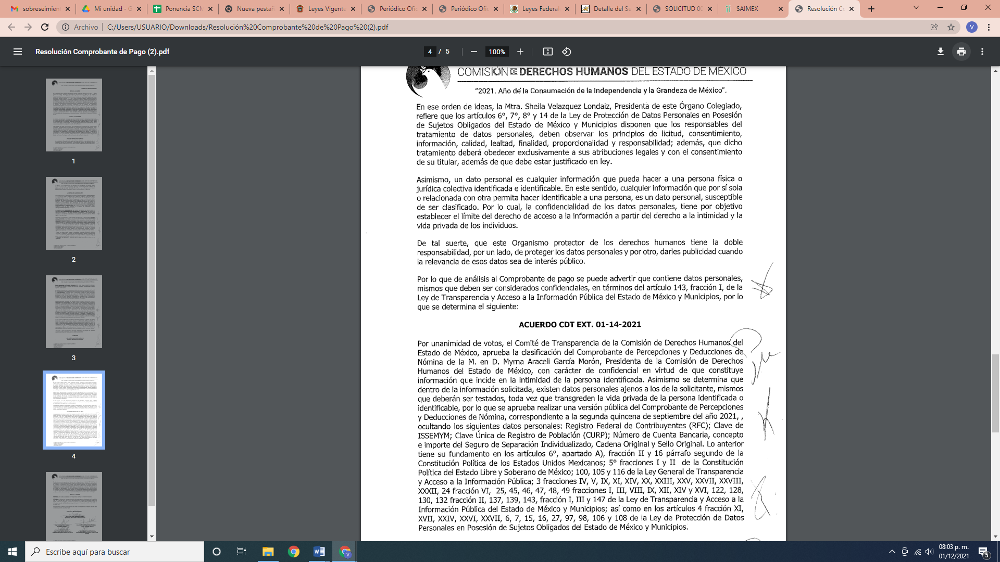 sobreseimient
Mi unidad - G
Ponencia SCM
Nueva pestañ
Leyes Vigente
Periódico Ofic
Periódico Ofic
Leyes Federal
Detalle del Se
SOLICITUD 00
SAIMEX
Resolución Co
Archivo
C:/Users/USUARIO/Downloads/Resolución%20Comprobante%20de%20Pago%20(2).pdf
V
Resolución Comprobante de Pago (2).pdf
4 / 5
100%
1
2
3
4
COMISIÓN DE DERECHOS HUMANOS DEL ESTADO DE MÉXICO
“2021. Año de la Consumación de la Independencia y la Grandeza de México”.
En ese orden de ideas, la Mtra. Sheila Velazquez Londaiz, Presidenta de este Órgano Colegiado,
refiere que los artículos 6°, 7°, 8° y 14 de la Ley de Protección de Datos Personales en Posesión
de Sujetos Obligados del Estado de México y Municipios disponen que los responsables del
tratamiento de datos personales, deben observar los principios de licitud, consentimiento,
información, calidad, lealtad, finalidad, proporcionalidad y responsabilidad; además, que dicho
tratamiento deberá obedecer exclusivamente a sus atribuciones legales y con el consentimiento
de su titular, además de que debe estar justificado en ley.
Asimismo, un dato personal es cualquier información que pueda hacer a una persona física o
jurídica colectiva identificada e identificable. En este sentido, cualquier información que por sí sola
o relacionada con otra permita hacer identificable a una persona, es un dato personal, susceptible
de ser clasificado. Por lo cual, la confidencialidad de los datos personales, tiene por objetivo
establecer el límite del derecho de acceso a la información a partir del derecho a la intimidad y la
vida privada de los individuos.
De tal suerte, que este Organismo protector de los derechos humanos tiene la doble
responsabilidad, por un lado, de proteger los datos personales y por otro, darles publicidad cuando
la relevancia de esos datos sea de interés público.
Por lo que de análisis al Comprobante de pago se puede advertir que contiene datos personales,
mismos que deben ser considerados confidenciales, en términos del artículo 143, fracción I, de la
Ley de Transparencia y Acceso a la Información Pública del Estado de México y Municipios, por lo
que se determina el siguiente:
ACUERDO CDT EXT. 01-14-2021
Por unanimidad de votos, el Comité de Transparencia de la Comisión de Derechos Humanos del
Estado de México, aprueba la clasificación del Comprobante de Percepciones y Deducciones de
Nómina de la M. en D. Myrna Araceli García Morón, Presidenta de la Comisión de Derechos
Humanos del Estado de México, con carácter de confidencial en virtud de que constituye
información que incide en la intimidad de la persona identificada. Asimismo se determina que
dentro de la información solicitada, existen datos personales ajenos a los de la solicitante, mismos
que deberán ser testados, toda vez que transgreden la vida privada de la persona identificada o
identificable, por lo que se aprueba realizar una versión pública del Comprobante de Percepciones
y Deducciones de Nómina, correspondiente a la segunda quincena de septiembre del año 2021, ,
ocultando los siguientes datos personales: Registro Federal de Contribuyentes (RFC); Clave de
ISSEMYM; Clave Única de Registro de Población (CURP); Número de Cuenta Bancaria, concepto
e importe del Seguro de Separación Individualizado, Cadena Original y Sello Original. Lo anterior
tiene su fundamento en los artículos 6°, apartado A), fracción II y 16 párrafo segundo de la
Constitución Política de los Estados Unidos Mexicanos; 5° fracciones I y II de la Constitución
Política del Estado Libre y Soberano de México; 100, 105 y 116 de la Ley General de Transparencia
y Acceso a la Información Pública; 3 fracciones IV, V, IX, XI, XIV, XX, XXIII, XXV, XXVII, XXVIII,
XXXII, 24 fracción VI, 25, 45, 46, 47, 48, 49 fracciones I, III, VIII, IX, XII, XIV y XVI, 122, 128,
130, 132 fracción II, 137, 139, 143, fracción I, III y 147 de la Ley de Transparencia y Acceso a la
Información Pública del Estado de México y Municipios; así como en los artículos 4 fracción XI,
XVII, XXIV, XXVI, XXVII, 6, 7, 15, 16, 27, 97, 98, 106 y 108 de la Ley de Protección de Datos
Personales en Posesión de Sujetos Obligados del Estado de México y Municipios.
Escribe aquí para buscar
08:03 p. m.
01/12/2021
5